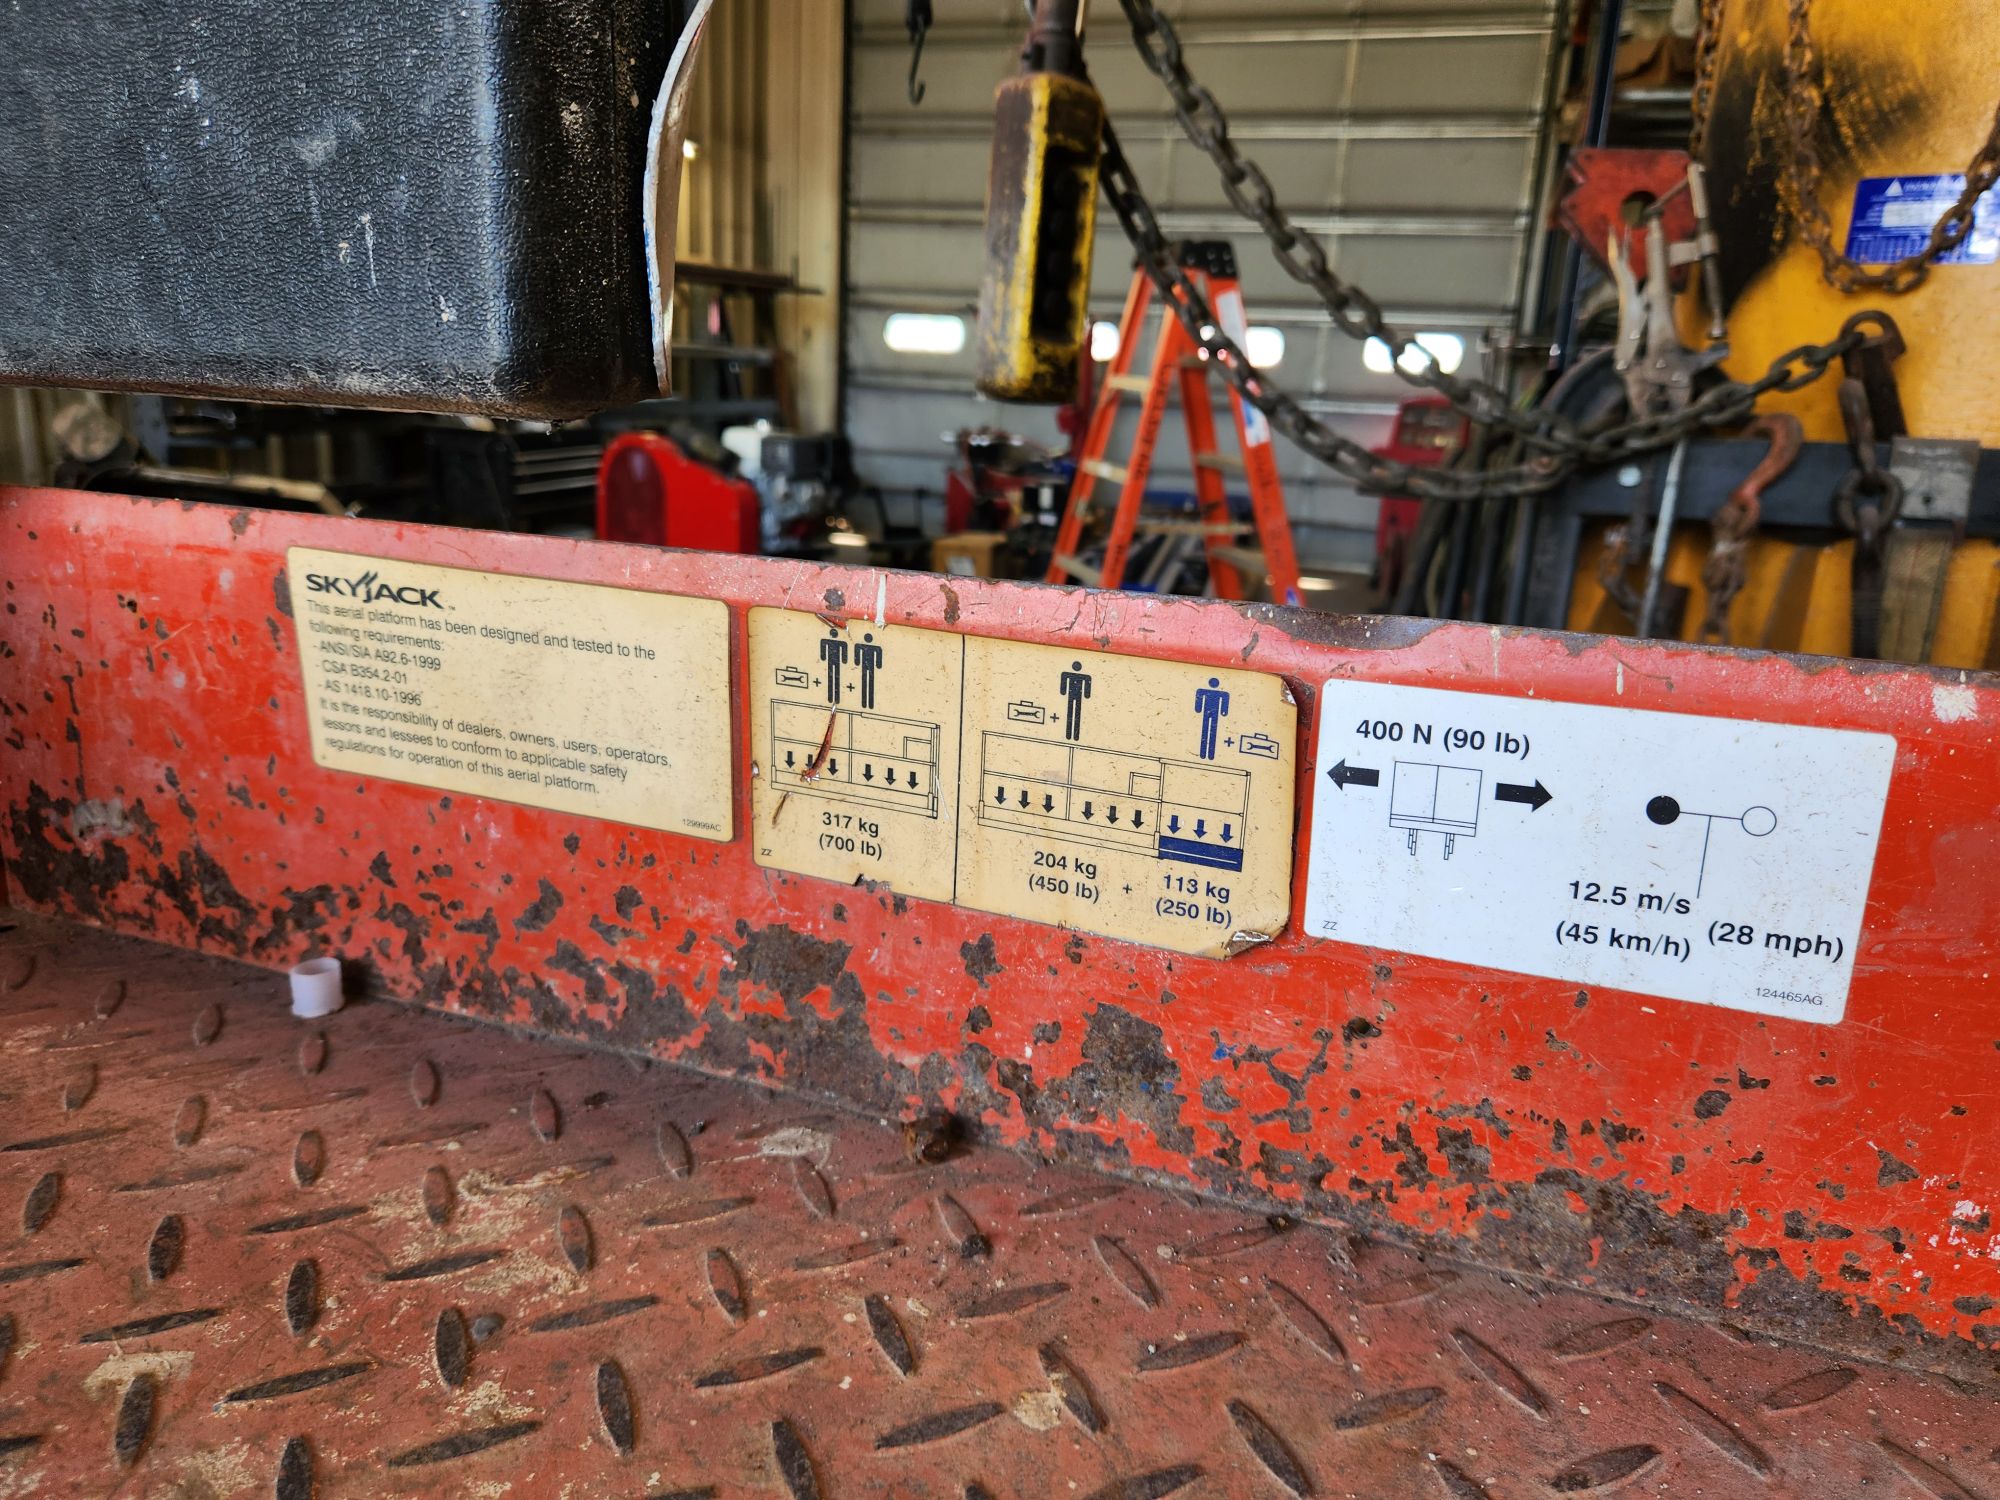 SKYJACK™
This aerial platform has been designed and tested to the
following requirements:
- ANSI/SIA A92.6-1999
- CSA B354.2-01
- AS 1418.10-1996
It is the responsibility of dealers, owners, users, operators,
lessors and lessees to conform to applicable safety
regulations for operation of this aerial platform.
129999AC
+ +
317 kg
(700 lb)
ZZ
+
+
204 kg
(450 lb)
+
113 kg
(250 lb)
400 N (90 lb)
12.5 m/s
(45 km/h)
(28 mph)
ZZ
124465AG